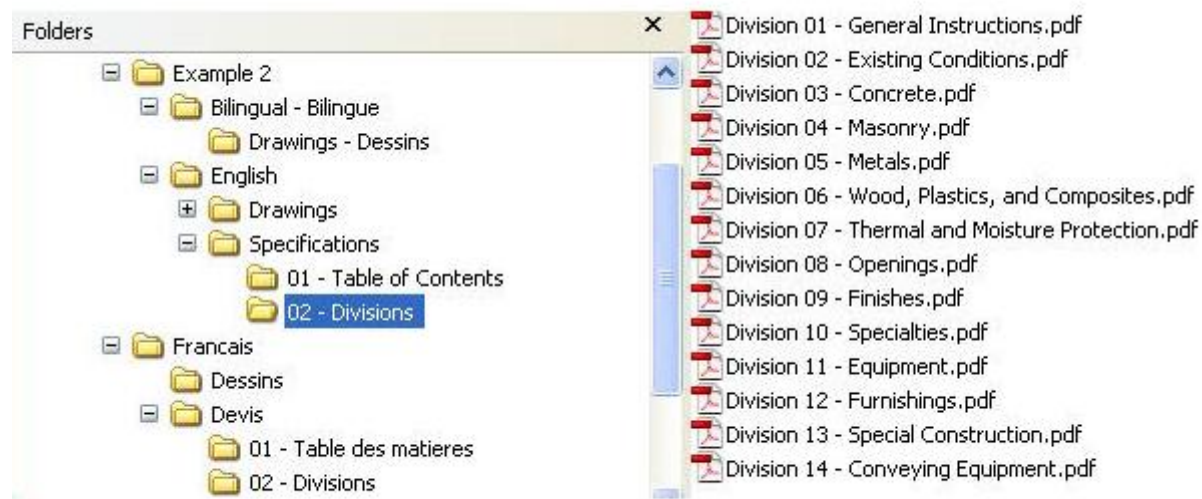 Folders
Example 2
Bilingual - Bilingue
Drawings - Dessins
English
Drawings
Specifications
01 - Table of Contents
02 - Divisions
Francais
Dessins
Devis
01 - Table des matieres
02 - Divisions
Division 01 - General Instructions.pdf
Division 02 - Existing Conditions.pdf
Division 03 - Concrete.pdf
Division 04 - Masonry.pdf
Division 05 - Metals.pdf
Division 06 - Wood, Plastics, and Composites.pdf
Division 07 - Thermal and Moisture Protection.pdf
Division 08 - Openings.pdf
Division 09 - Finishes.pdf
Division 10 - Specialties.pdf
Division 11 - Equipment.pdf
Division 12 - Furnishings.pdf
Division 13 - Special Construction.pdf
Division 14 - Conveying Equipment.pdf